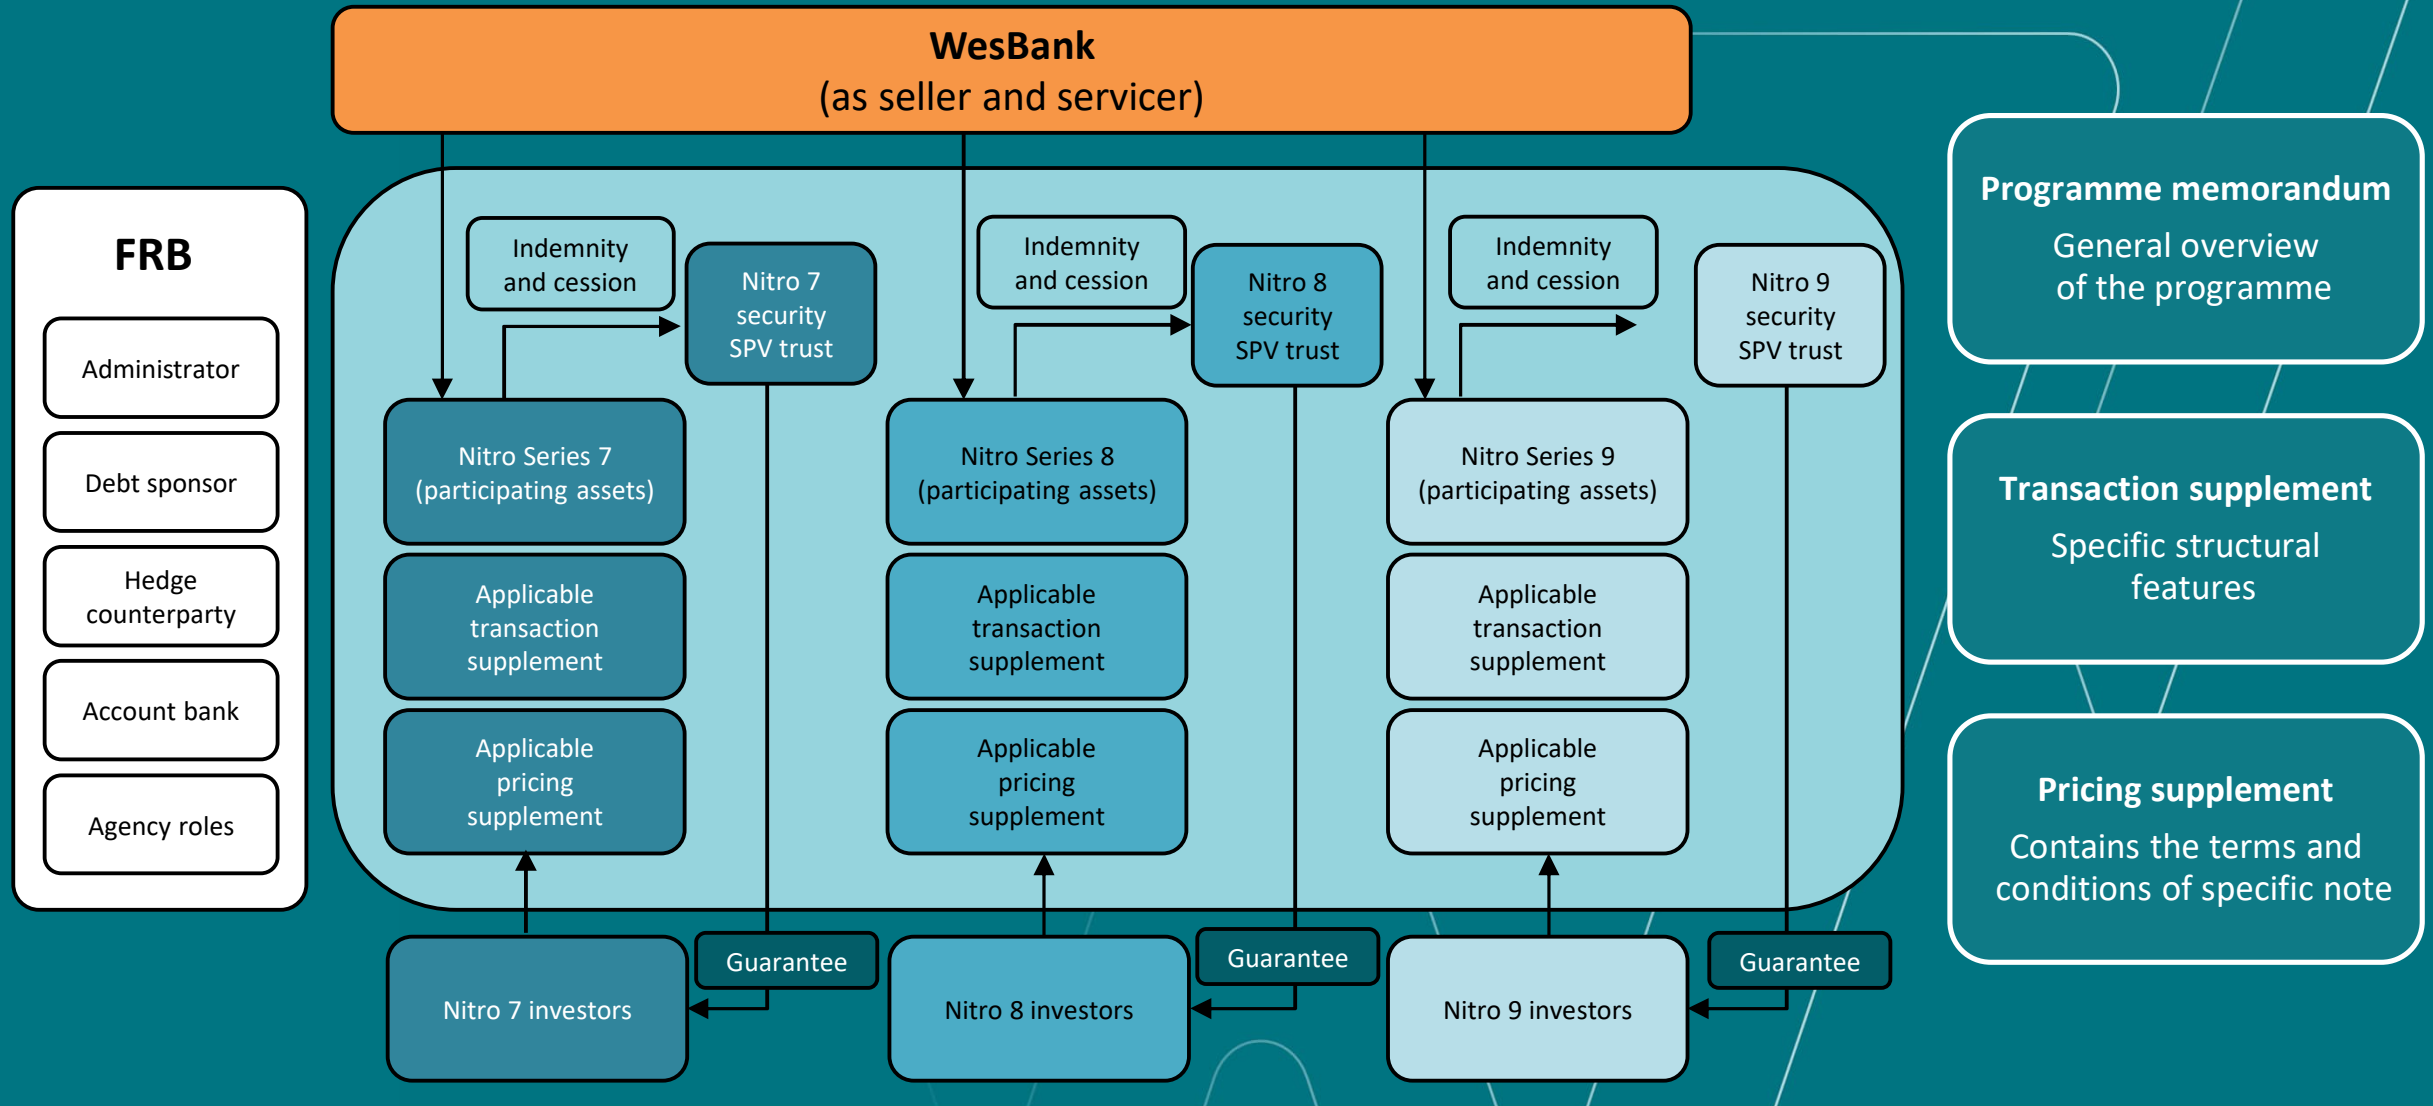 WesBank
(as seller and servicer)
FRB
Administrator
Debt sponsor
Hedge
counterparty
Account bank
Agency roles
Indemnity
and cession
Nitro 7
security
SPV trust
Nitro Series 7
(participating assets)
Applicable
transaction
supplement
Applicable
pricing
supplement
Guarantee
Nitro 7 investors
Indemnity
and cession
Nitro 8
security
SPV trust
Nitro Series 8
(participating assets)
Applicable
transaction
supplement
Applicable
pricing
supplement
Guarantee
Nitro 8 investors
Indemnity
and cession
Nitro 9
security
SPV trust
Nitro Series 9
(participating assets)
Applicable
transaction
supplement
Applicable
pricing
supplement
Guarantee
Nitro 9 investors
Programme memorandum
General overview
of the programme
Transaction supplement
Specific structural
features
Pricing supplement
Contains the terms and
conditions of specific note